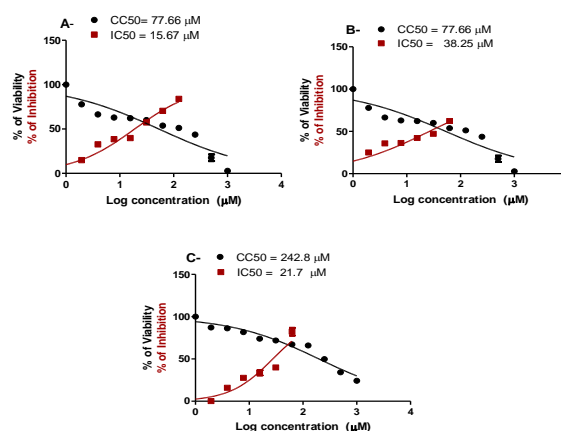 A-
CC50= 77.66 µM
IC50 = 15.67 µM
% of Viability
% of Inhibition
150
100
50
0
0 1 2 3 4
Log concentration (µM)
B-
CC50 = 77.66 µM
IC50 = 38.25 µM
% of Viability
% of Inhibition
150
100
50
0
0 1 2 3
Log concentration (µM)
C-
CC50 = 242.8 µM
IC50 = 21.7 µM
% of Viability
% of Inhibition
150
100
50
0
0 1 2 3 4
Log concentration (µM)